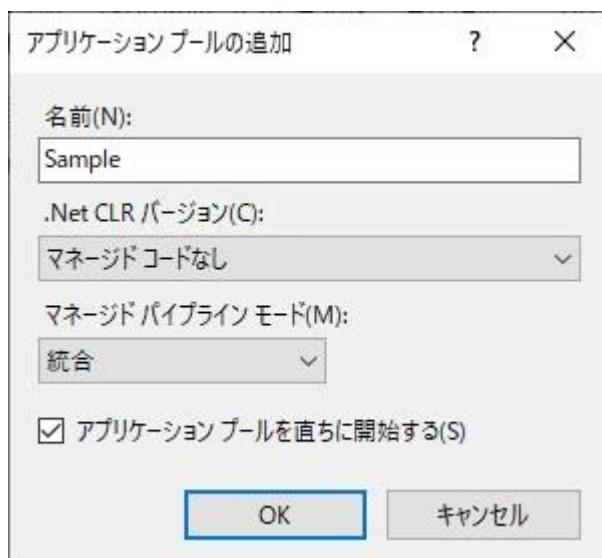 アプリケーション プールの追加 ?
名前(N):
Sample
.Net CLR バージョン(C):
マネージド コードなし
マネージド パイプライン モード(M):
統合
アプリケーション プールを直ちに開始する(S)
OK キャンセル